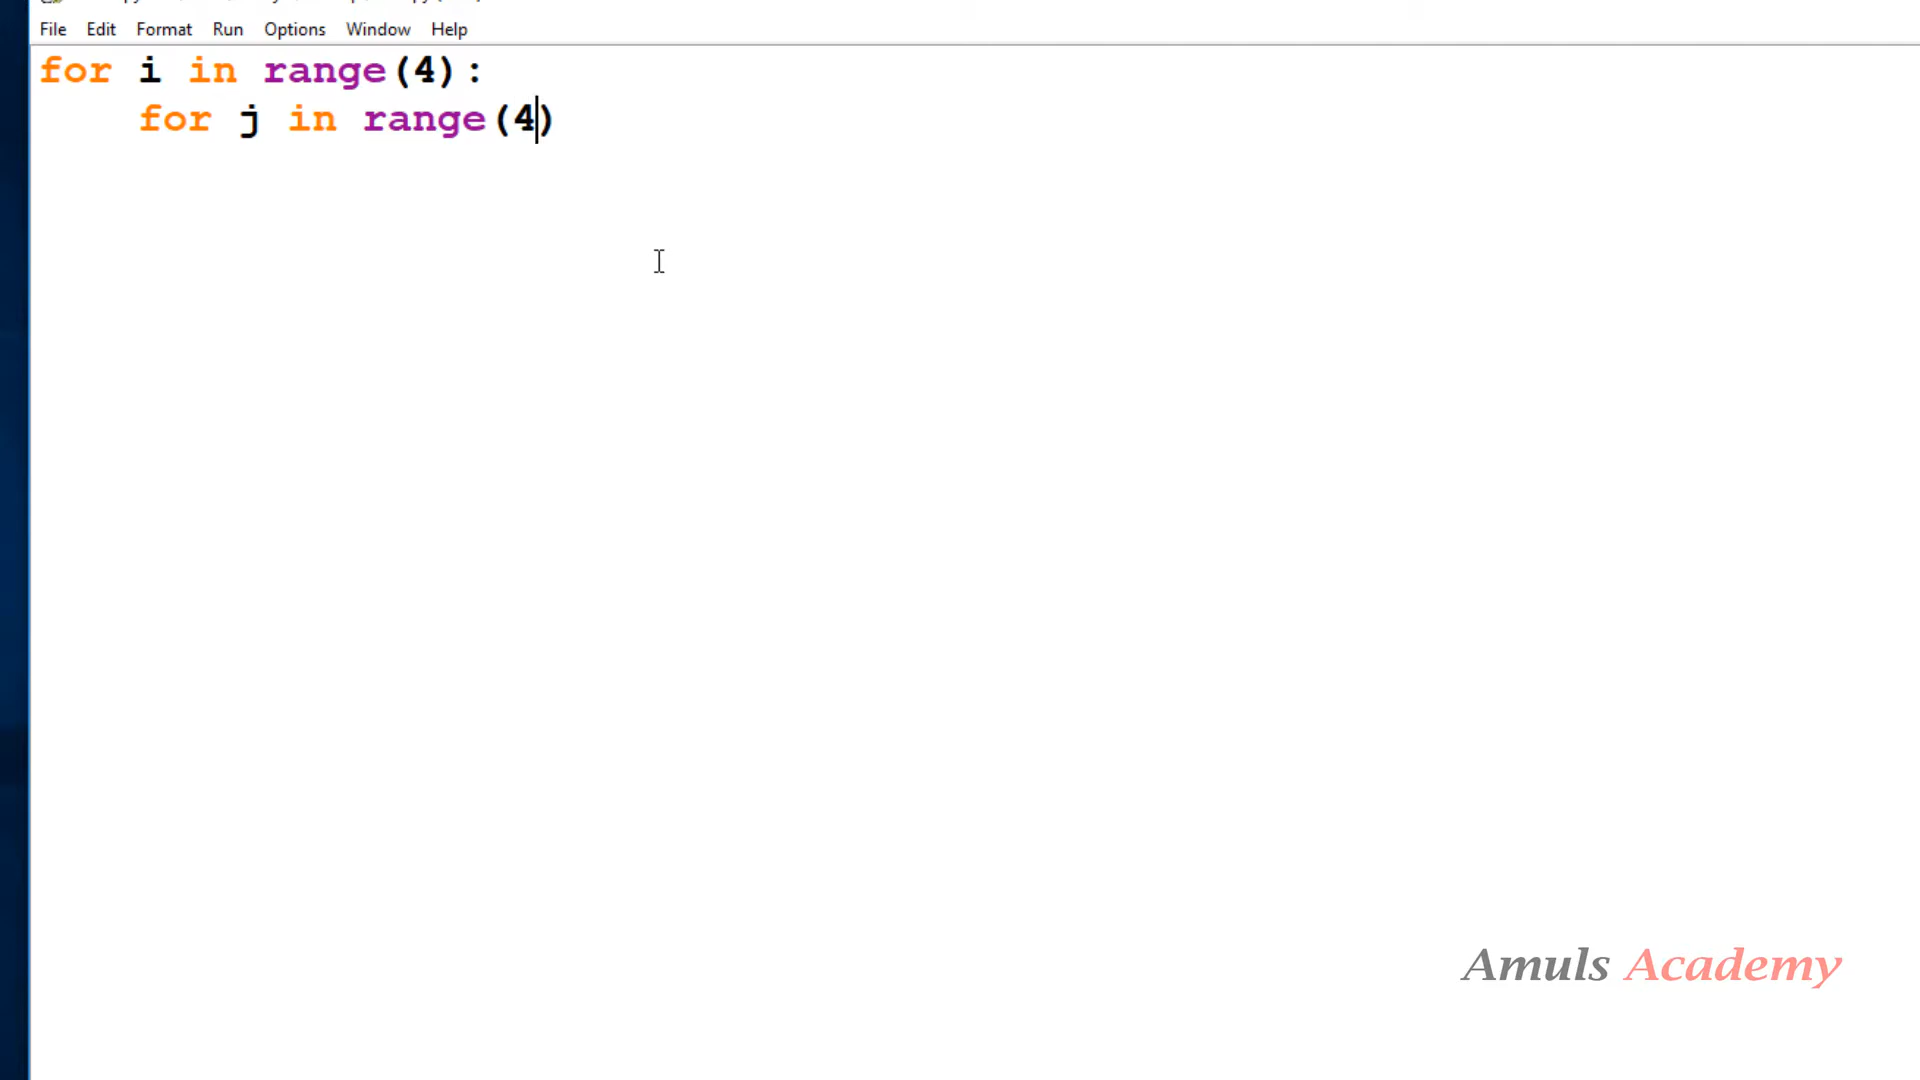 File Edit Format Run Options Window Help
for i in range(4):
    for j in range(4)
Amuls Academy